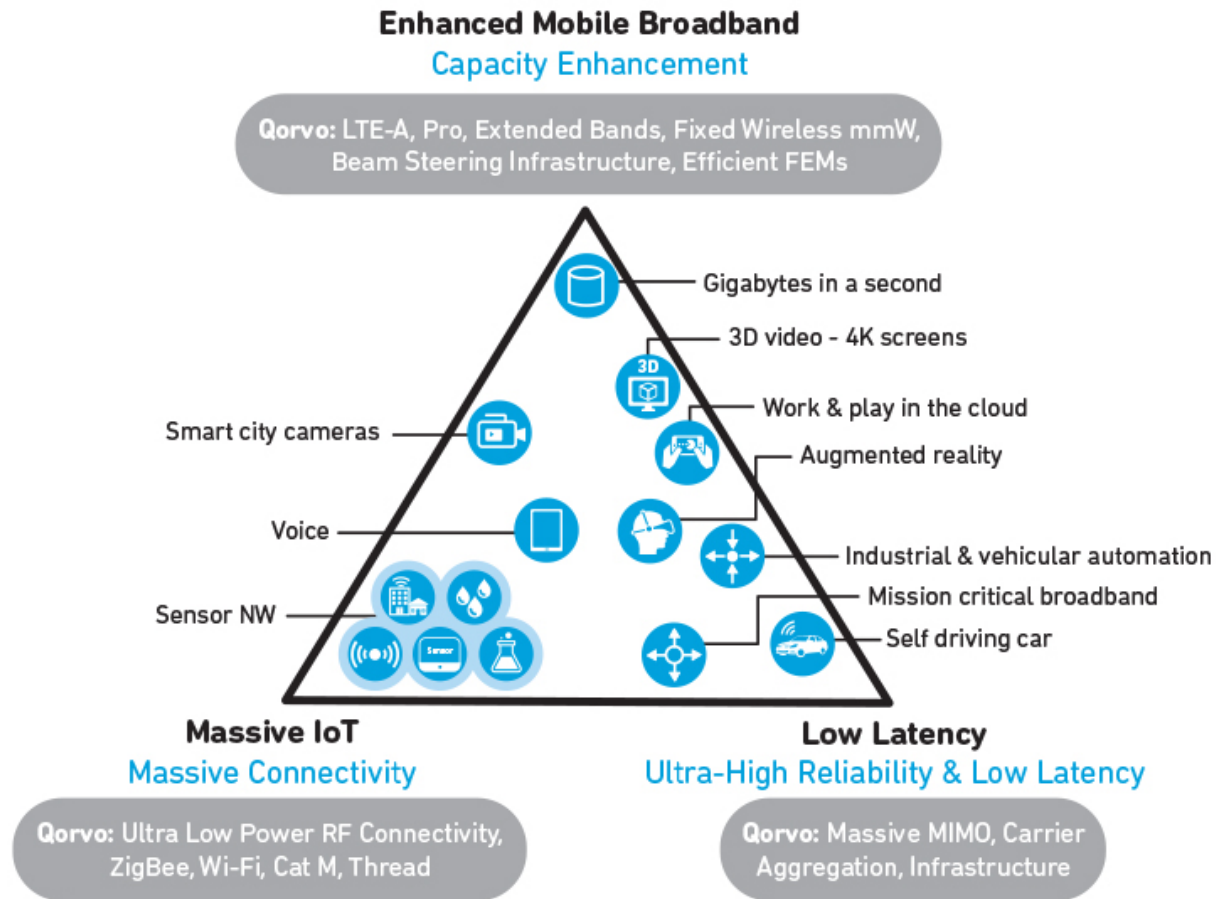 Enhanced Mobile Broadband
Capacity Enhancement
Qorvo: LTE-A, Pro, Extended Bands, Fixed Wireless mmW,
Beam Steering Infrastructure, Efficient FEMs
Gigabytes in a second
3D video - 4K screens
3D
Work & play in the cloud
Smart city cameras
Augmented reality
Voice
Industrial & vehicular automation
Mission critical broadband
Sensor NW
Self driving car
Sensor
Massive IoT
Massive Connectivity
Qorvo: Ultra Low Power RF Connectivity,
ZigBee, Wi-Fi, Cat M, Thread
Low Latency
Ultra-High Reliability & Low Latency
Qorvo: Massive MIMO, Carrier
Aggregation, Infrastructure